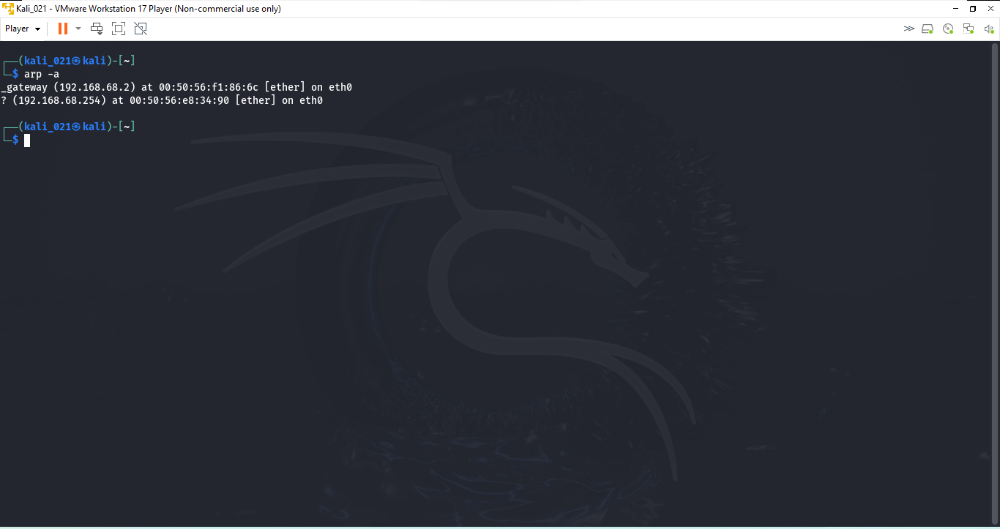 Kali_021 - VMware Workstation 17 Player (Non-commercial use only)
Player
┌──(kali_021㉿kali)-[~]
└─$ arp -a
_gateway (192.168.68.2) at 00:50:56:f1:86:6c [ether] on eth0
? (192.168.68.254) at 00:50:56:e8:34:90 [ether] on eth0
┌──(kali_021㉿kali)-[~]
└─$